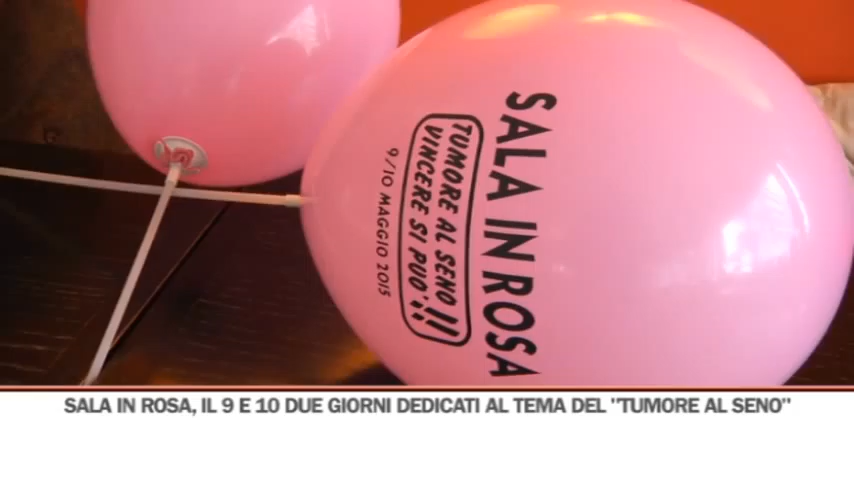 SALA IN ROSA
TUMORE AL SENO
VINCERE SI PUO'!!!
9/10 MAGGIO 2015
SALA IN ROSA, IL 9 E 10 DUE GIORNI DEDICATI AL TEMA DEL "TUMORE AL SENO"